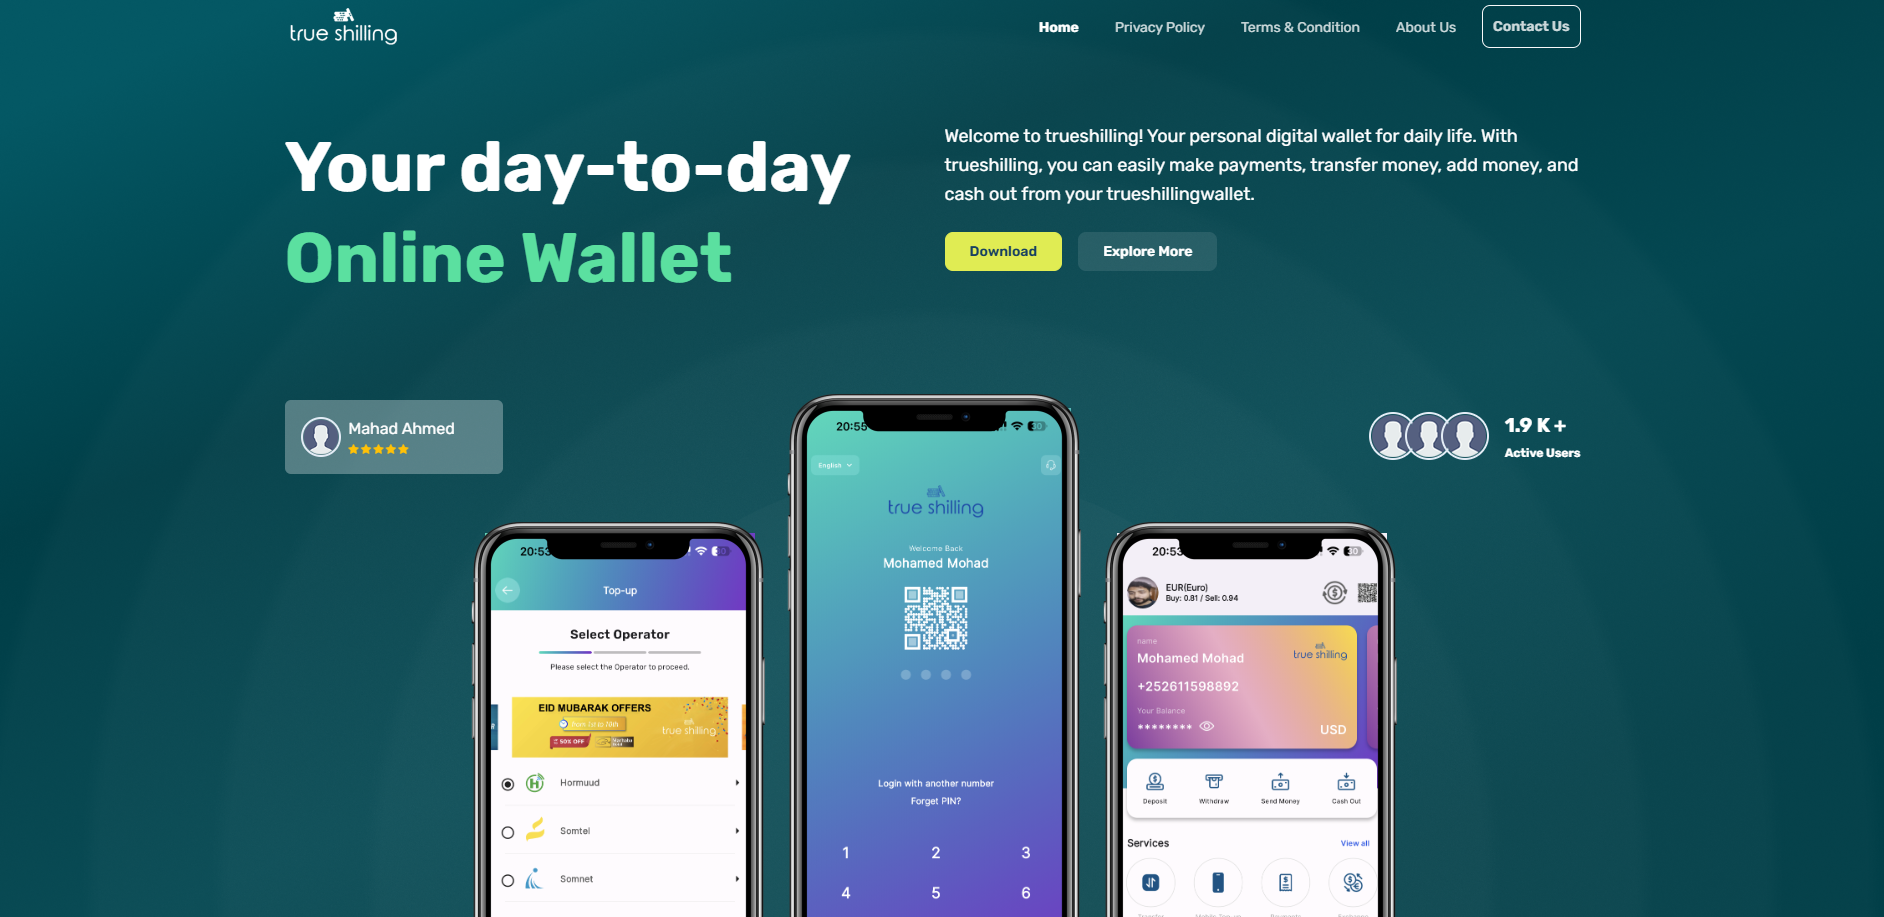 true shilling
Home
Privacy Policy
Terms & Condition
About Us
Contact Us
Your day-to-day
Online Wallet
Welcome to trueshilling! Your personal digital wallet for daily life. With
trueshilling, you can easily make payments, transfer money, add money, and
cash out from your trueshillingwallet.
Download
Explore More
Mahad Ahmed
1.9 K +
Active Users
20:53
Top-up
Select Operator
Please select the Operator to proceed.
EID MUBARAK OFFERS
from 1st to 20th
50% OFF
true shilling
Hormuud
Somtel
Somnet
20:55
English
true shilling
Welcome Back
Mohamed Mohad
Login with another number
Forget PIN?
1 2 3
4 5 6
20:53
EUR(Euro)
Buy: 0.81 / Sell: 0.94
name
Mohamed Mohad
true shilling
+252611598892
Your Balance
********
USD
Deposit
Withdraw
Send Money
Cash Out
Services
View all